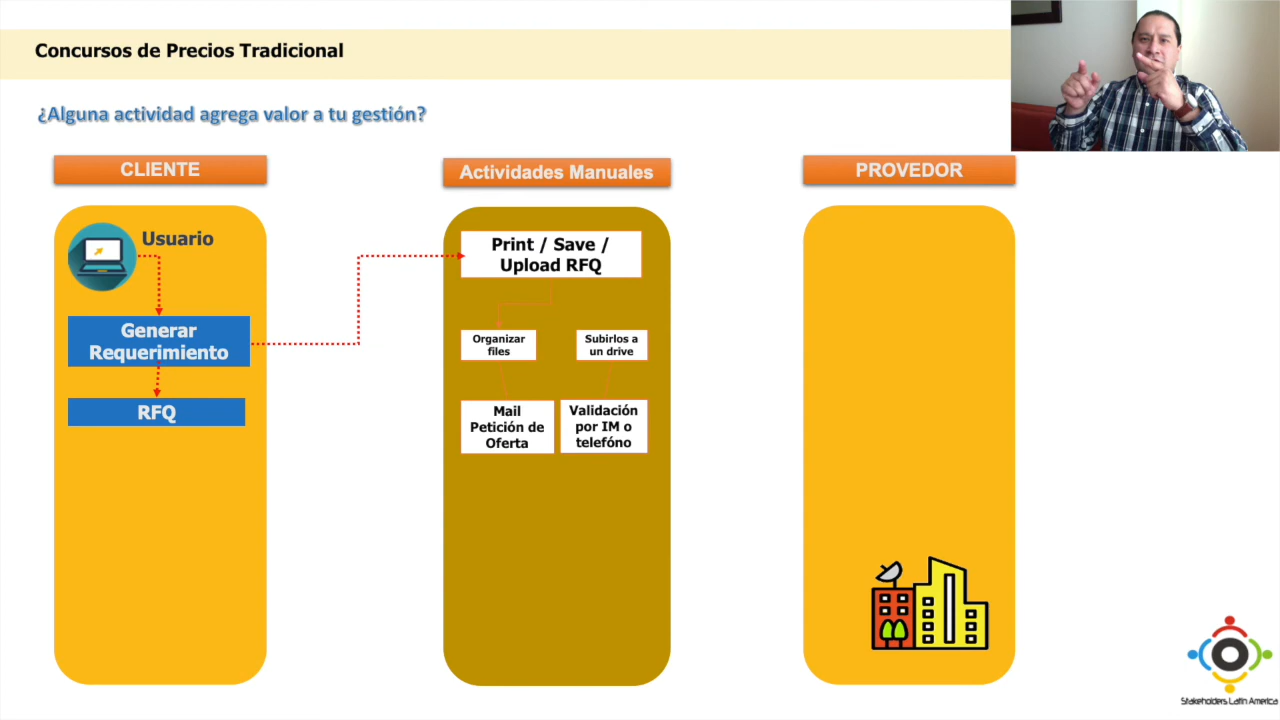 Concursos de Precios Tradicional
¿Alguna actividad agrega valor a tu gestión?
CLIENTE
Actividades Manuales
PROVEDOR
Usuario
Print / Save /
Upload RFQ
Generar
Requerimiento
Organizar
files
Subirlos a
un drive
RFQ
Mail
Petición de
Oferta
Validación
por IM o
telefóno
Stakeholders Latin America